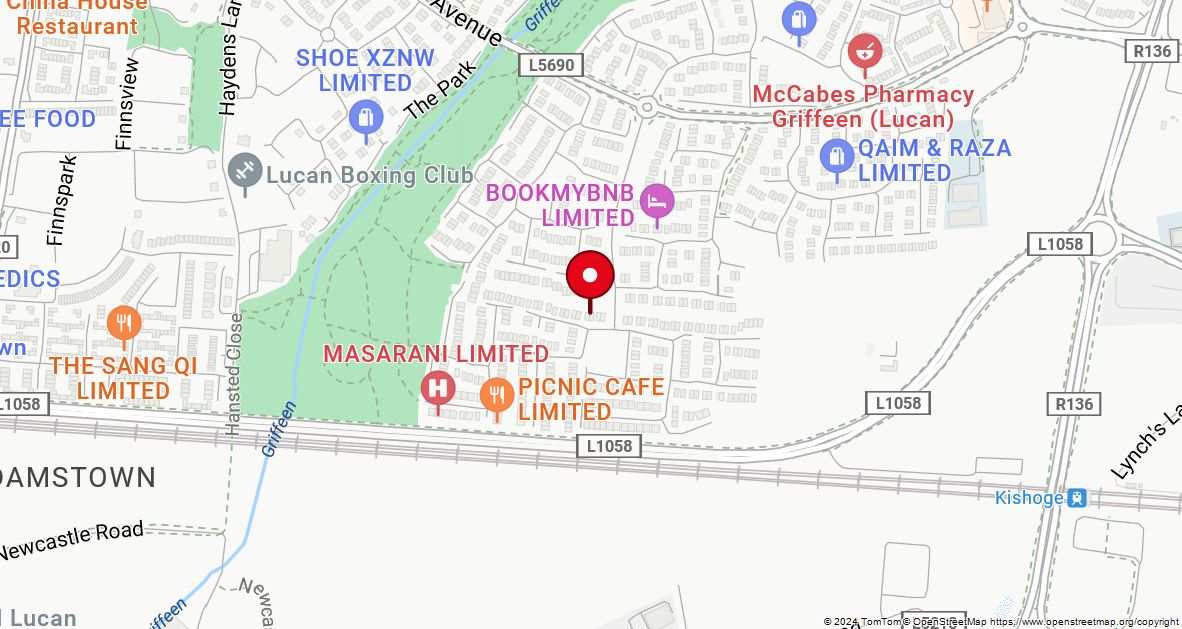 China House
Restaurant
Avenue
Griffeen
Haydens Lane
SHOE XZNW
LIMITED
The Park
L5690
R136
McCabes Pharmacy
Griffeen (Lucan)
Finnsview
EE FOOD
QAIM & RAZA
LIMITED
Lucan Boxing Club
Finnspark
BOOKMYBNB
LIMITED
20
L1058
EDICS
wn
THE SANG QI
LIMITED
Hansted Close
MASARANI LIMITED
H
PICNIC CAFE
LIMITED
L1058
L1058
R136
Griffeen
L1058
Lynch's La
DAMSTOWN
Kishoge
Newcastle Road
Newcas
Griffeen
l Lucan
© 2024 TomTom © OpenStreetMap https://www.openstreetmap.org/copyright